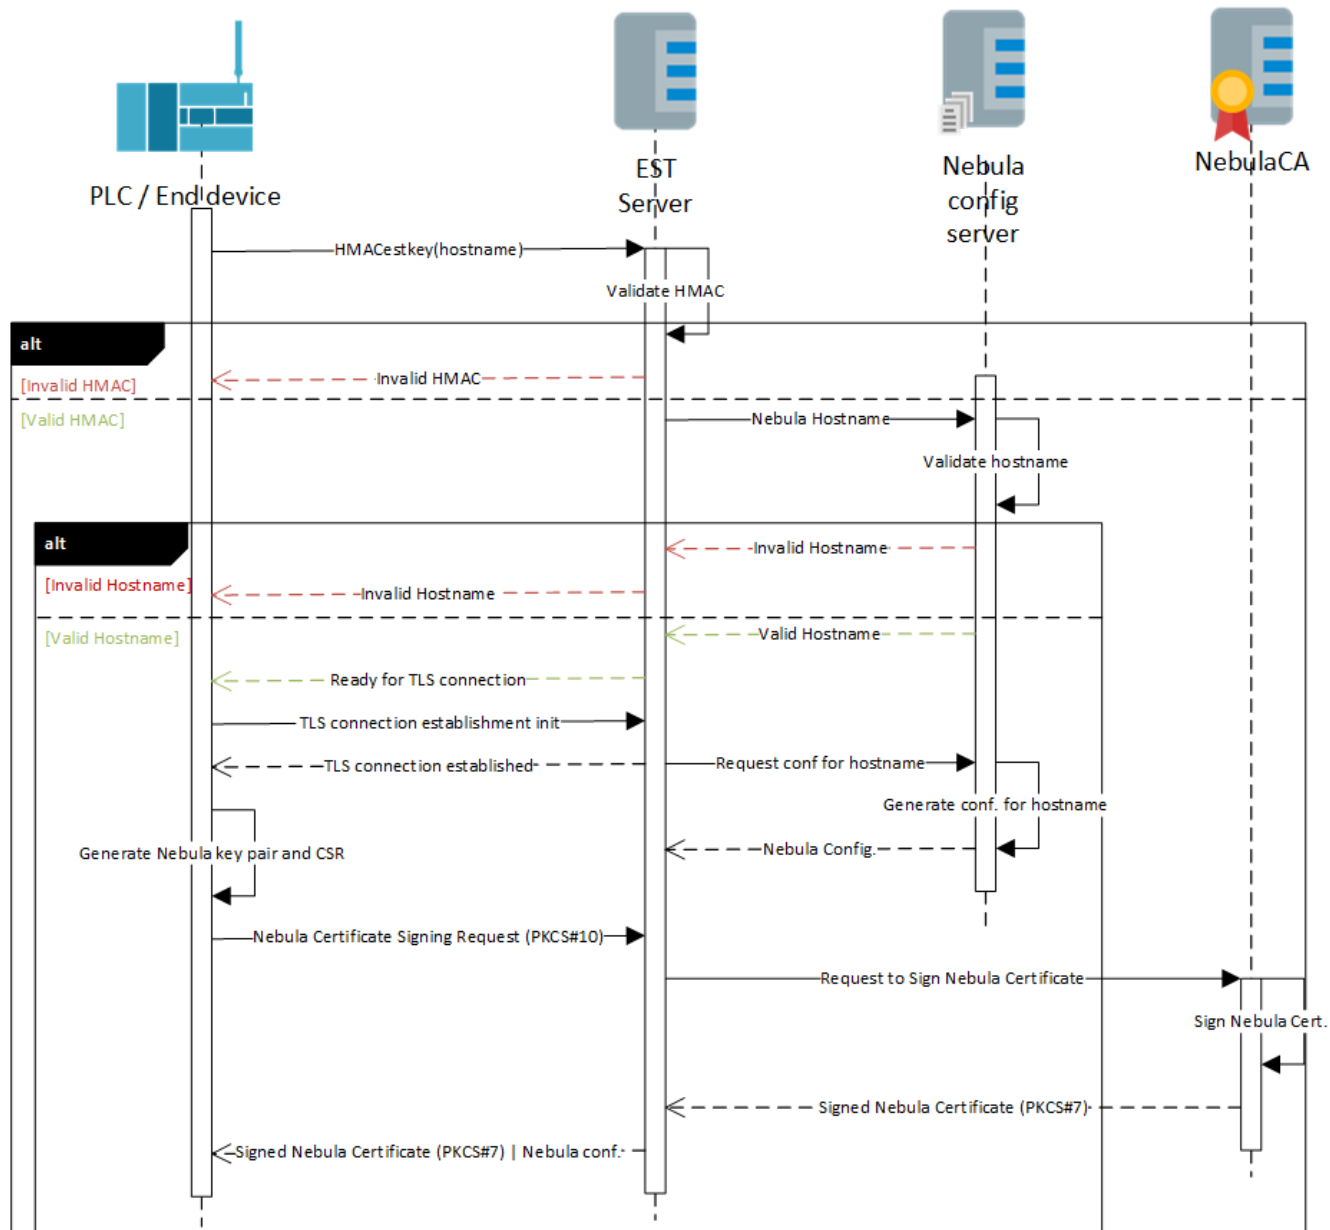 PLC / End device
EST
Server
Nebula
config
server
NebulaCA
HMACestkey(hostname)
Validate HMAC
alt
[Invalid HMAC]
Invalid HMAC
[Valid HMAC]
Nebula Hostname
Validate hostname
alt
Invalid Hostname
[Invalid Hostname]
Invalid Hostname
[Valid Hostname]
Valid Hostname
Ready for TLS connection
TLS connection establishment init
TLS connection established
Request conf for hostname
Generate conf. for hostname
Generate Nebula key pair and CSR
Nebula Config.
Nebula Certificate Signing Request (PKCS#10)
Request to Sign Nebula Certificate
Sign Nebula Cert.
Signed Nebula Certificate (PKCS#7)
Signed Nebula Certificate (PKCS#7) | Nebula conf.